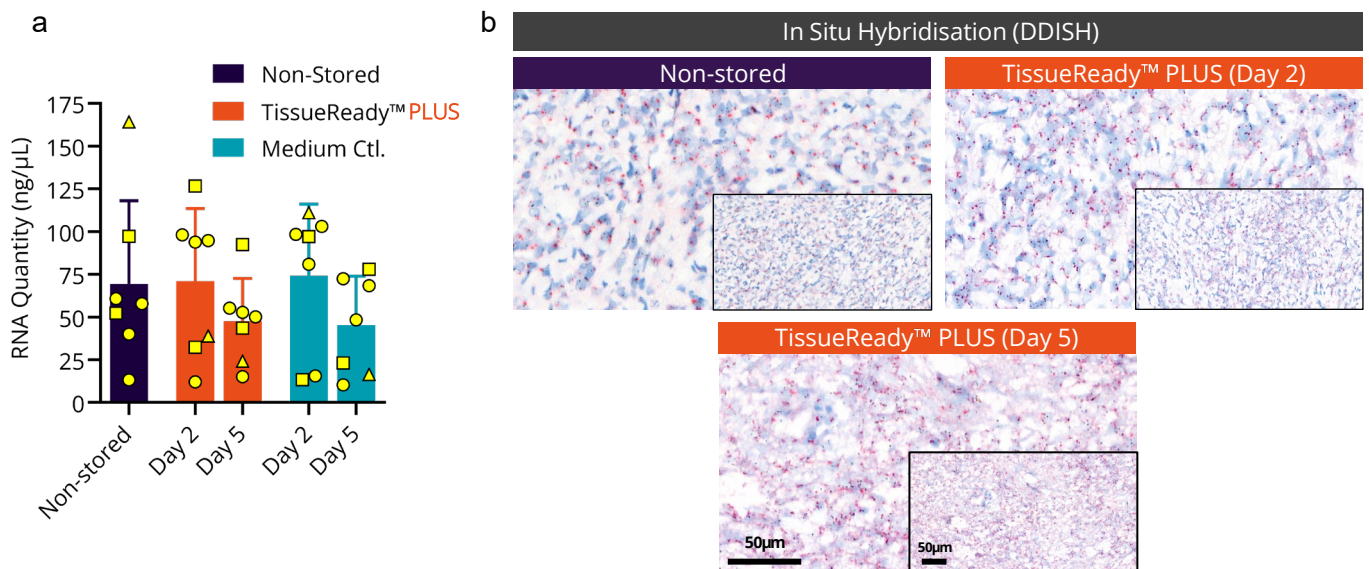 a
Non-Stored
TissueReady™ PLUS
Medium Ctl.
RNA Quantity (ng/µL)
175
150
125
100
75
50
25
0
Non-stored
Day 2
Day 5
Day 2
Day 5
b
In Situ Hybridisation (DDISH)
Non-stored
TissueReady™ PLUS (Day 2)
TissueReady™ PLUS (Day 5)
50µm
50µm